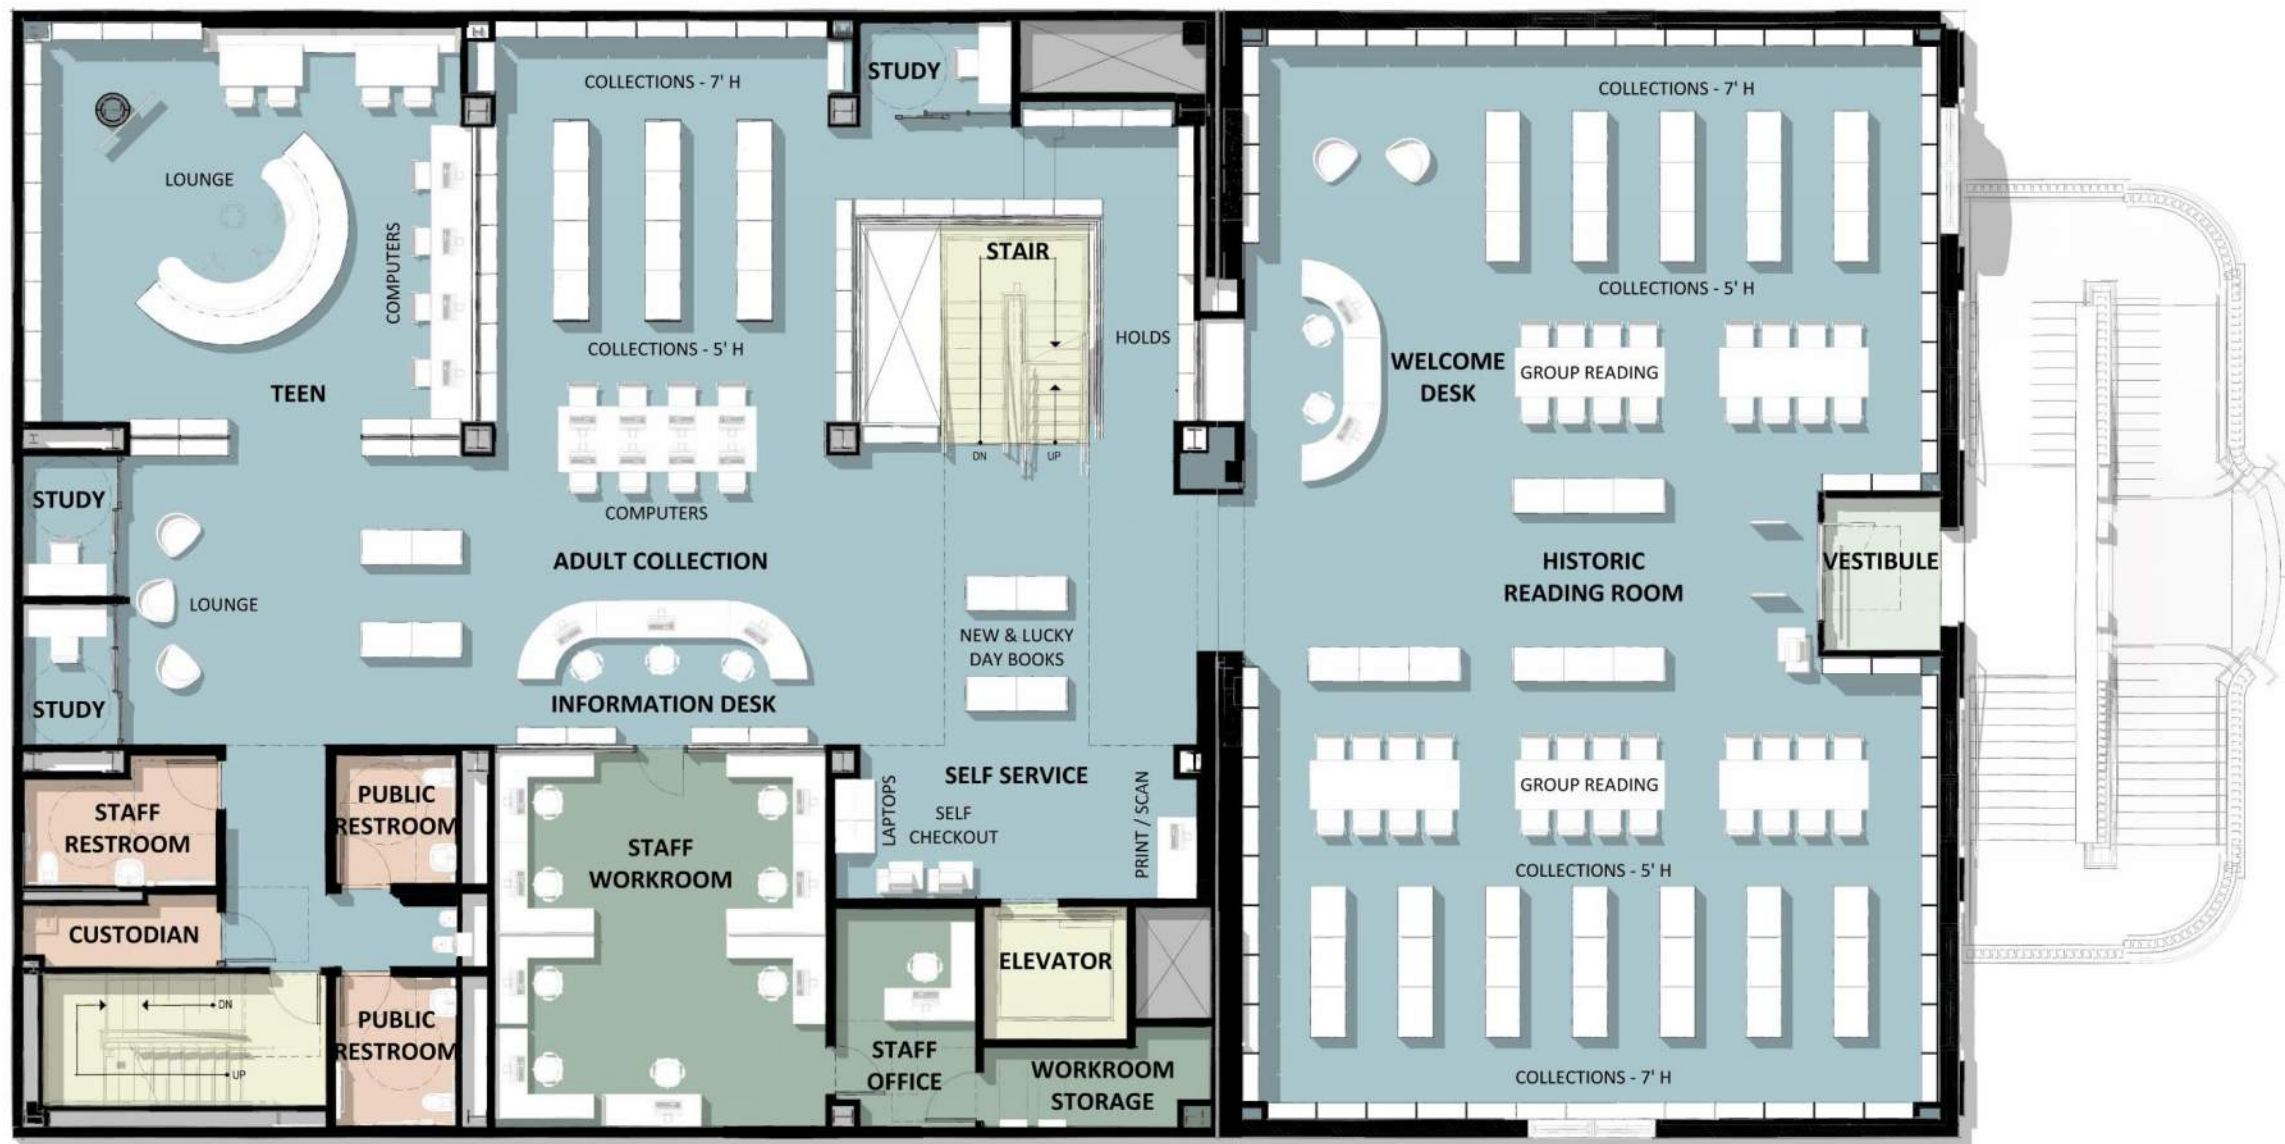 COLLECTIONS - 7' H
STUDY
COLLECTIONS - 7' H
LOUNGE
COMPUTERS
STAIR
COLLECTIONS - 5' H
HOLDS
COLLECTIONS - 5' H
TEEN
WELCOME
DESK
GROUP READING
DN
UP
STUDY
COMPUTERS
ADULT COLLECTION
HISTORIC
READING ROOM
VESTIBULE
LOUNGE
NEW & LUCKY
DAY BOOKS
STUDY
INFORMATION DESK
SELF SERVICE
GROUP READING
STAFF
RESTROOM
PUBLIC
RESTROOM
STAFF
WORKROOM
LAPTOPS
SELF
CHECKOUT
PRINT / SCAN
COLLECTIONS - 5' H
CUSTODIAN
ELEVATOR
DN
UP
PUBLIC
RESTROOM
STAFF
OFFICE
WORKROOM
STORAGE
COLLECTIONS - 7' H